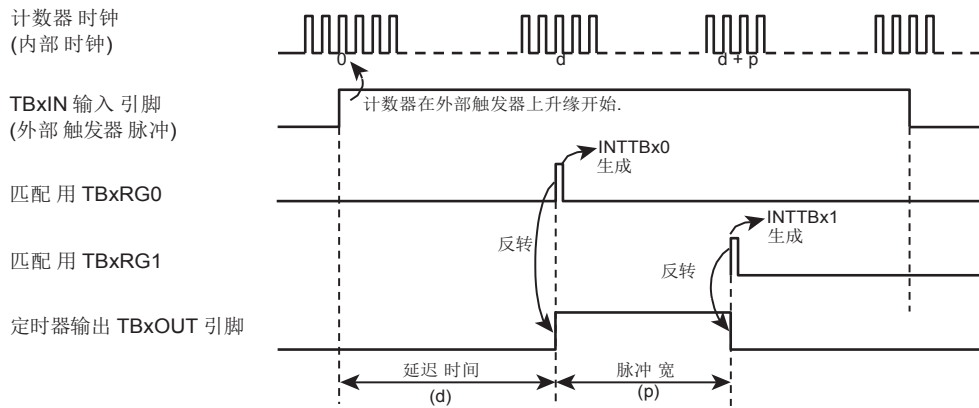 计数器 时钟
(内部 时钟)
0
d
d + p
TBxIN 输入 引脚
(外部 触发器 脉冲)
计数器在外部触发器上升缘开始.
INTTBx0
生成
匹配 用 TBxRG0
INTTBx1
生成
反转
匹配 用 TBxRG1
反转
定时器输出 TBxOUT 引脚
延迟 时间
(d)
脉冲 宽
(p)